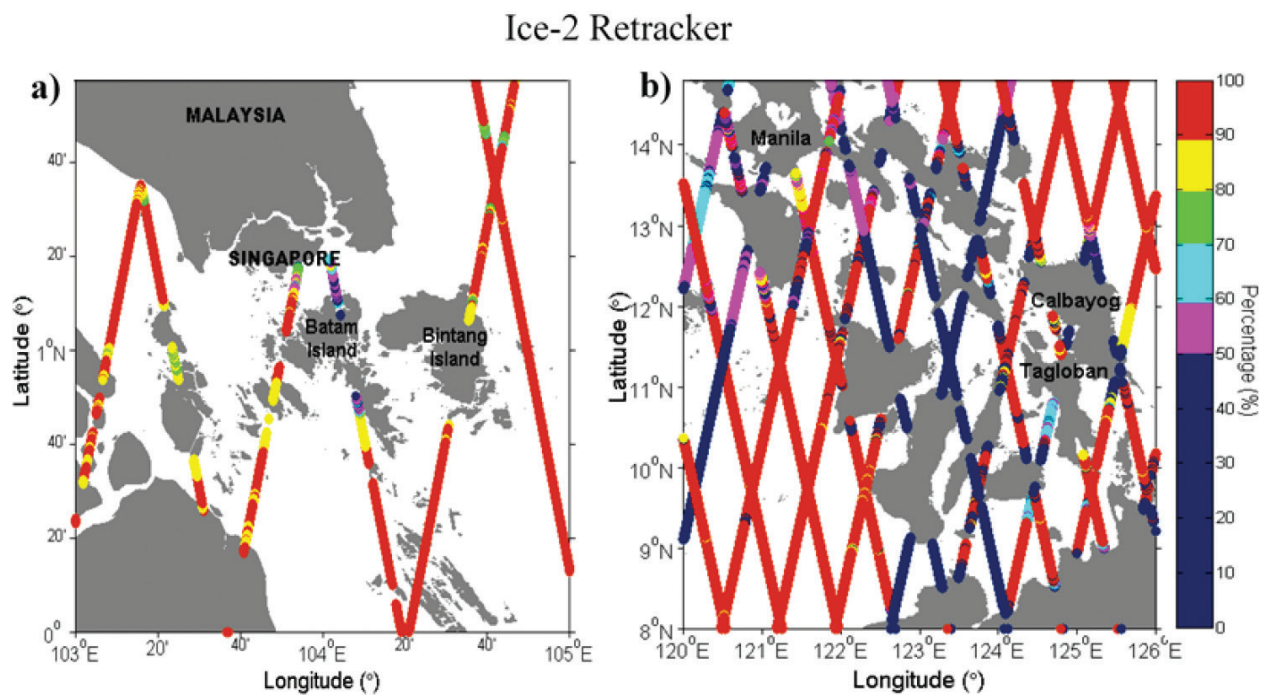 Ice-2 Retracker
a)
MALAYSIA
SINGAPORE
Batam
Island
Bintang
Island
40'
20'
1°N
40'
20'
0°
103°E
20'
40'
104°E
20'
40'
105°E
Latitude (°)
Longitude (°)
b)
Manila
Calbayog
Tagloban
14°N
13°N
12°N
11°N
10°N
9°N
8°N
120°E
121°E
122°E
123°E
124°E
125°E
126°E
Latitude (°)
Longitude (°)
100
90
80
70
60
50
40
30
20
10
0
Percentage (%)